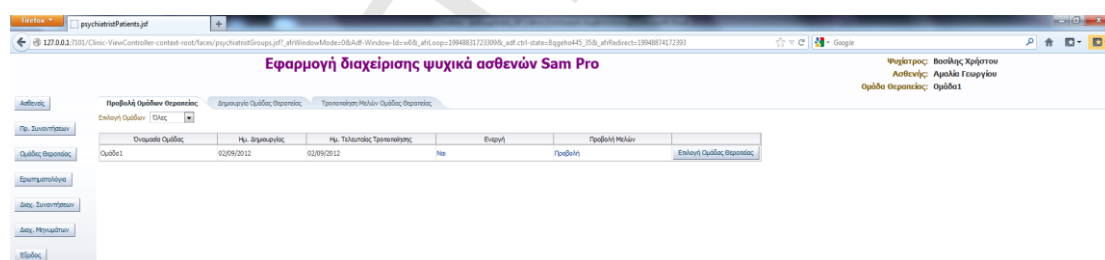 Firefox
psychiatristPatients.jsf
127.0.0.1:7101/Clinic-ViewController-context-root/faces/psychiatristGroups.jsf?_afrWindowMode=0&Adf-Window-Id=w0&_afrLoop=19948831723309&_adf.ctrl-state=8qgeho445_35&_afrRedirect=19948874172393
Google
Εφαρμογή διαχείρισης ψυχικά ασθενών Sam Pro
Ψυχίατρος: Βασίλης Χρήστου
Ασθενής: Αμαλία Γεωργίου
Ομάδα Θεραπείας: Ομάδα1
Ασθενείς
Πρ. Συναντήσεων
Ομάδες Θεραπείας
Ερωτηματολόγια
Διαχ. Συναντήσεων
Διαχ. Μηνυμάτων
Έξοδος
Προβολή Ομάδων Θεραπείας Δημιουργία Ομάδας Θεραπείας Τροποποίηση Μελών Ομάδας Θεραπείας
Επιλογή Ομάδων Όλες
Όνομασία Ομάδας Ημ. Δημιουργίας Ημ. Τελευταίας Τροποποίησης Ενεργή Προβολή Μελών
Ομάδα1 02/09/2012 02/09/2012 Ναι Προβολή Επιλογή Ομάδας Θεραπείας